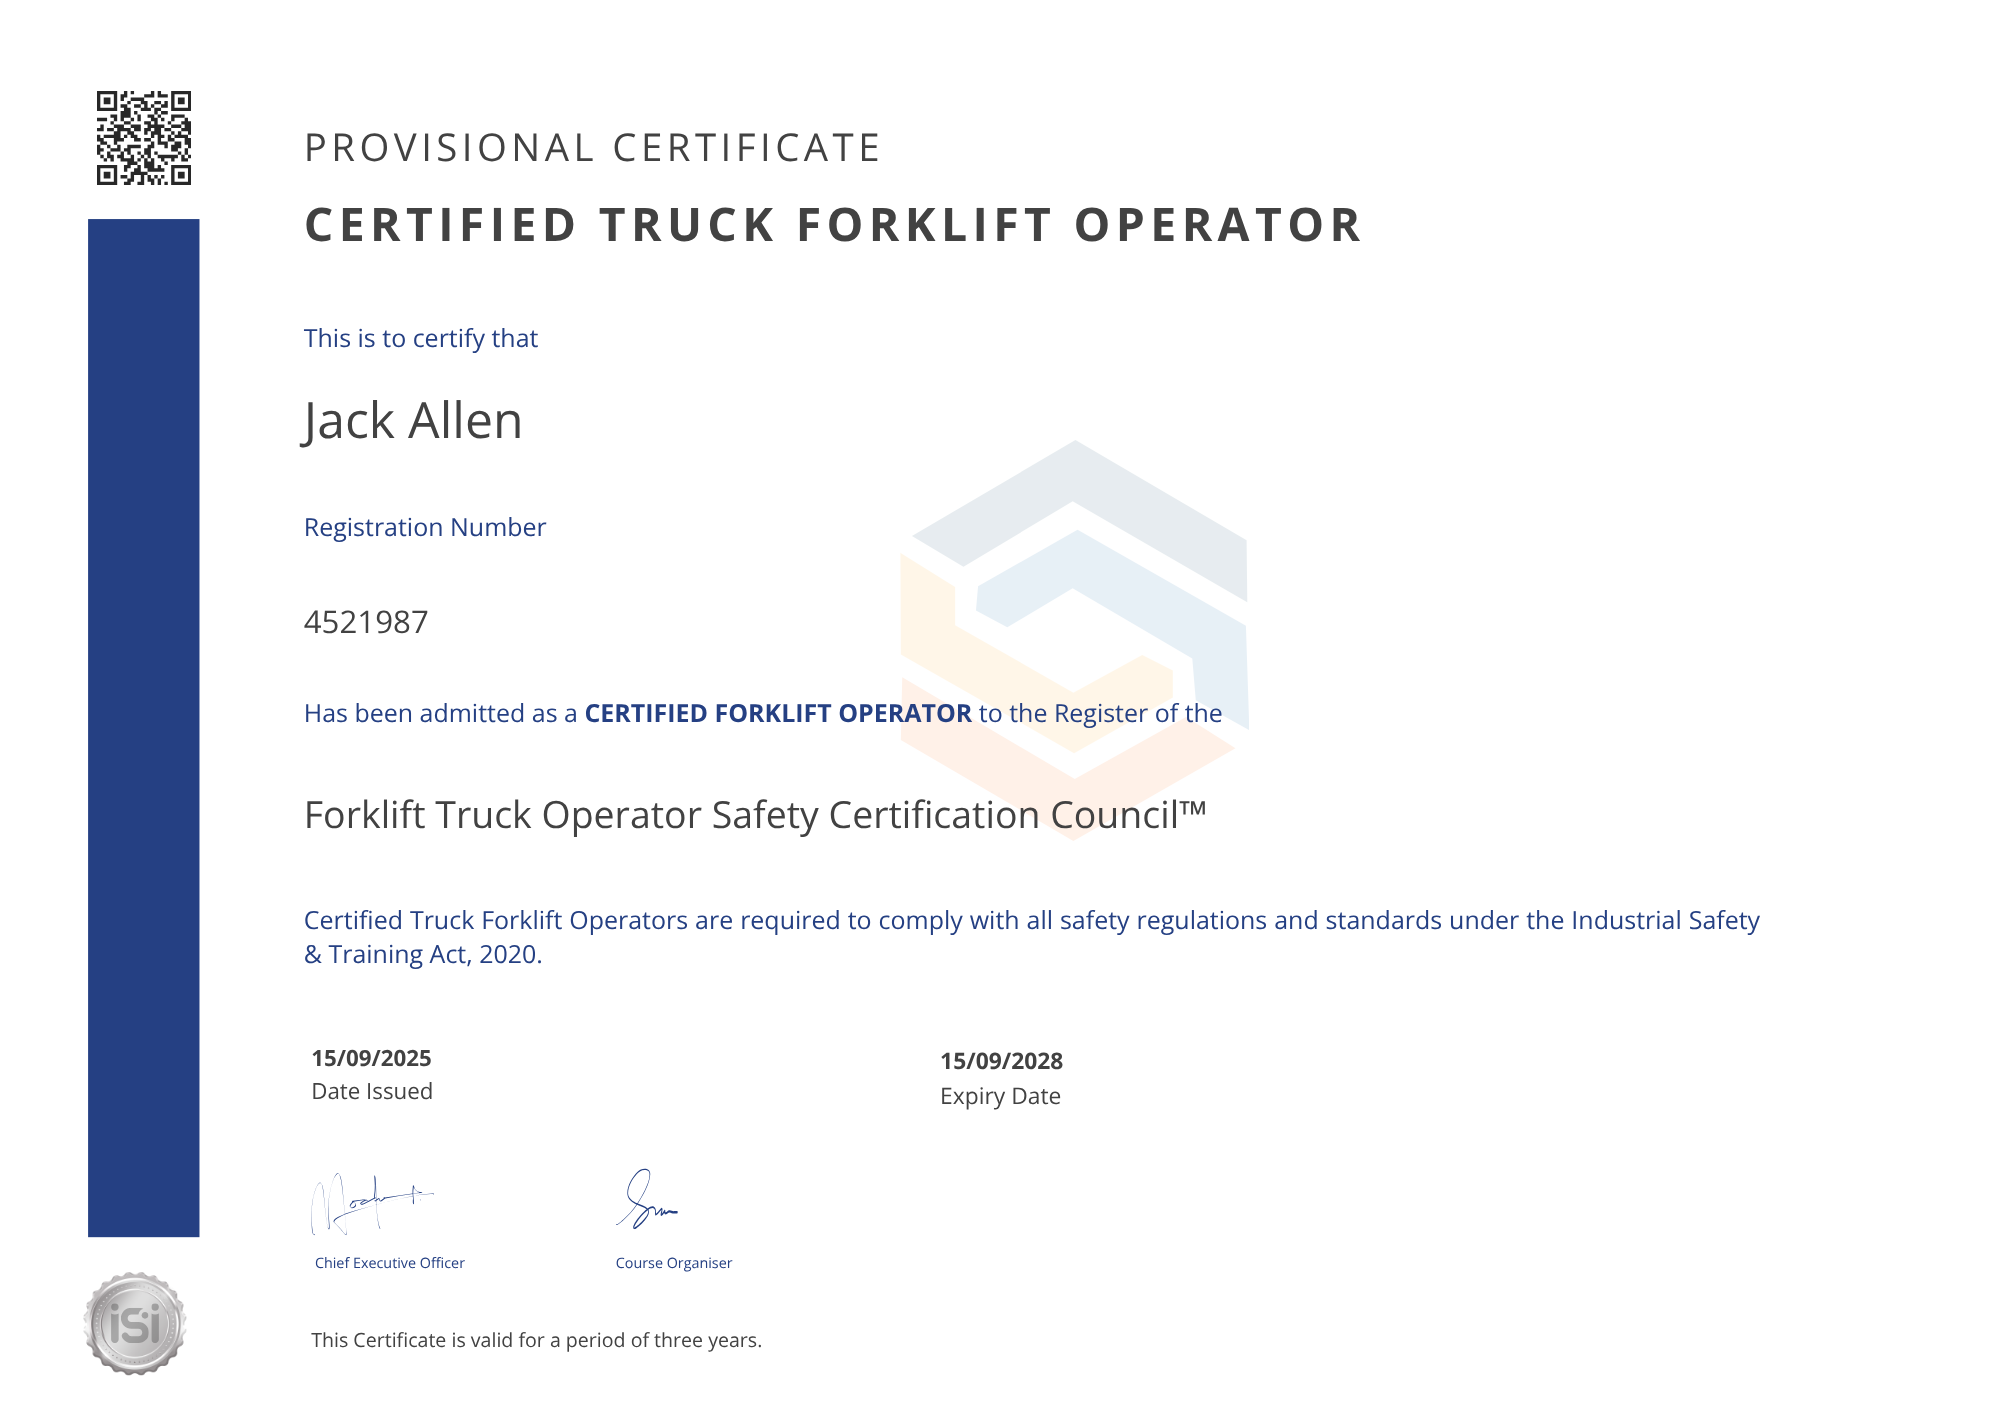 PROVISIONAL CERTIFICATE
CERTIFIED TRUCK FORKLIFT OPERATOR
This is to certify that
Jack Allen
Registration Number
4521987
Has been admitted as a CERTIFIED FORKLIFT OPERATOR to the Register of the
Forklift Truck Operator Safety Certification Council™
Certified Truck Forklift Operators are required to comply with all safety regulations and standards under the Industrial Safety
& Training Act, 2020.
15/09/2025
Date Issued
15/09/2028
Expiry Date
Chief Executive Officer
Course Organiser
iSi
This Certificate is valid for a period of three years.